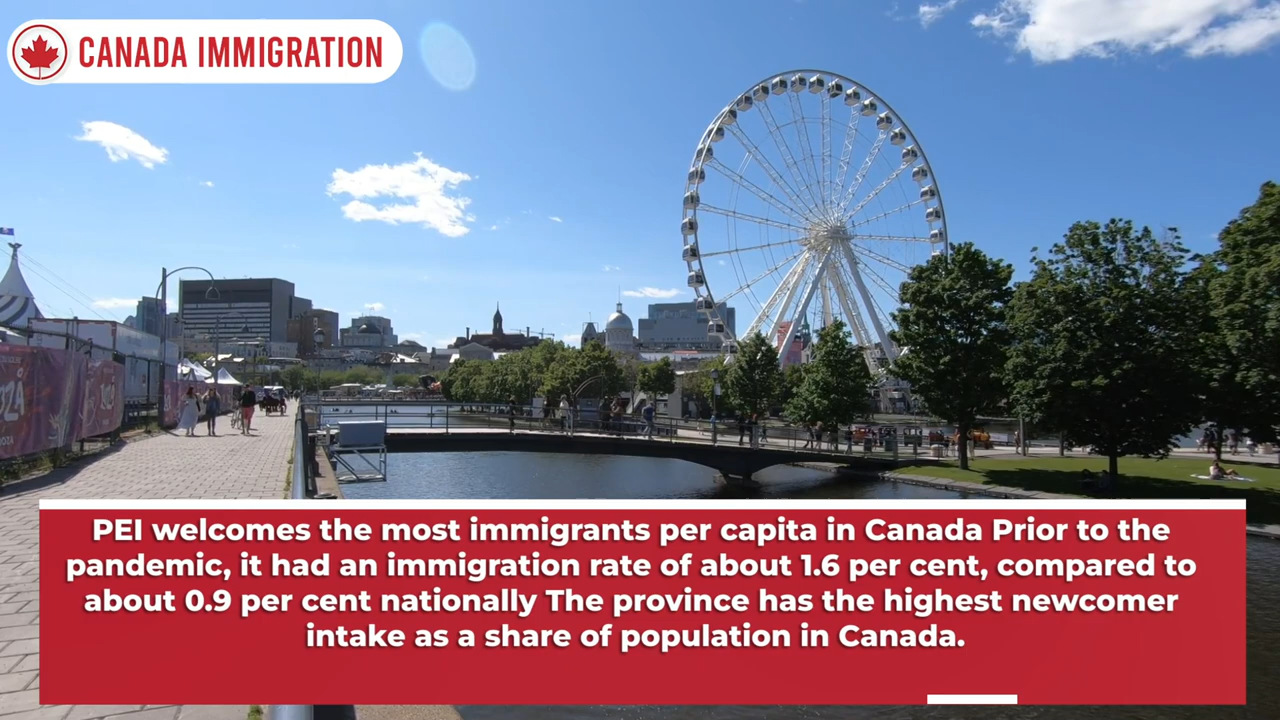 CANADA IMMIGRATION
PEI welcomes the most immigrants per capita in Canada Prior to the
pandemic, it had an immigration rate of about 1.6 per cent, compared to
about 0.9 per cent nationally The province has the highest newcomer
intake as a share of population in Canada.